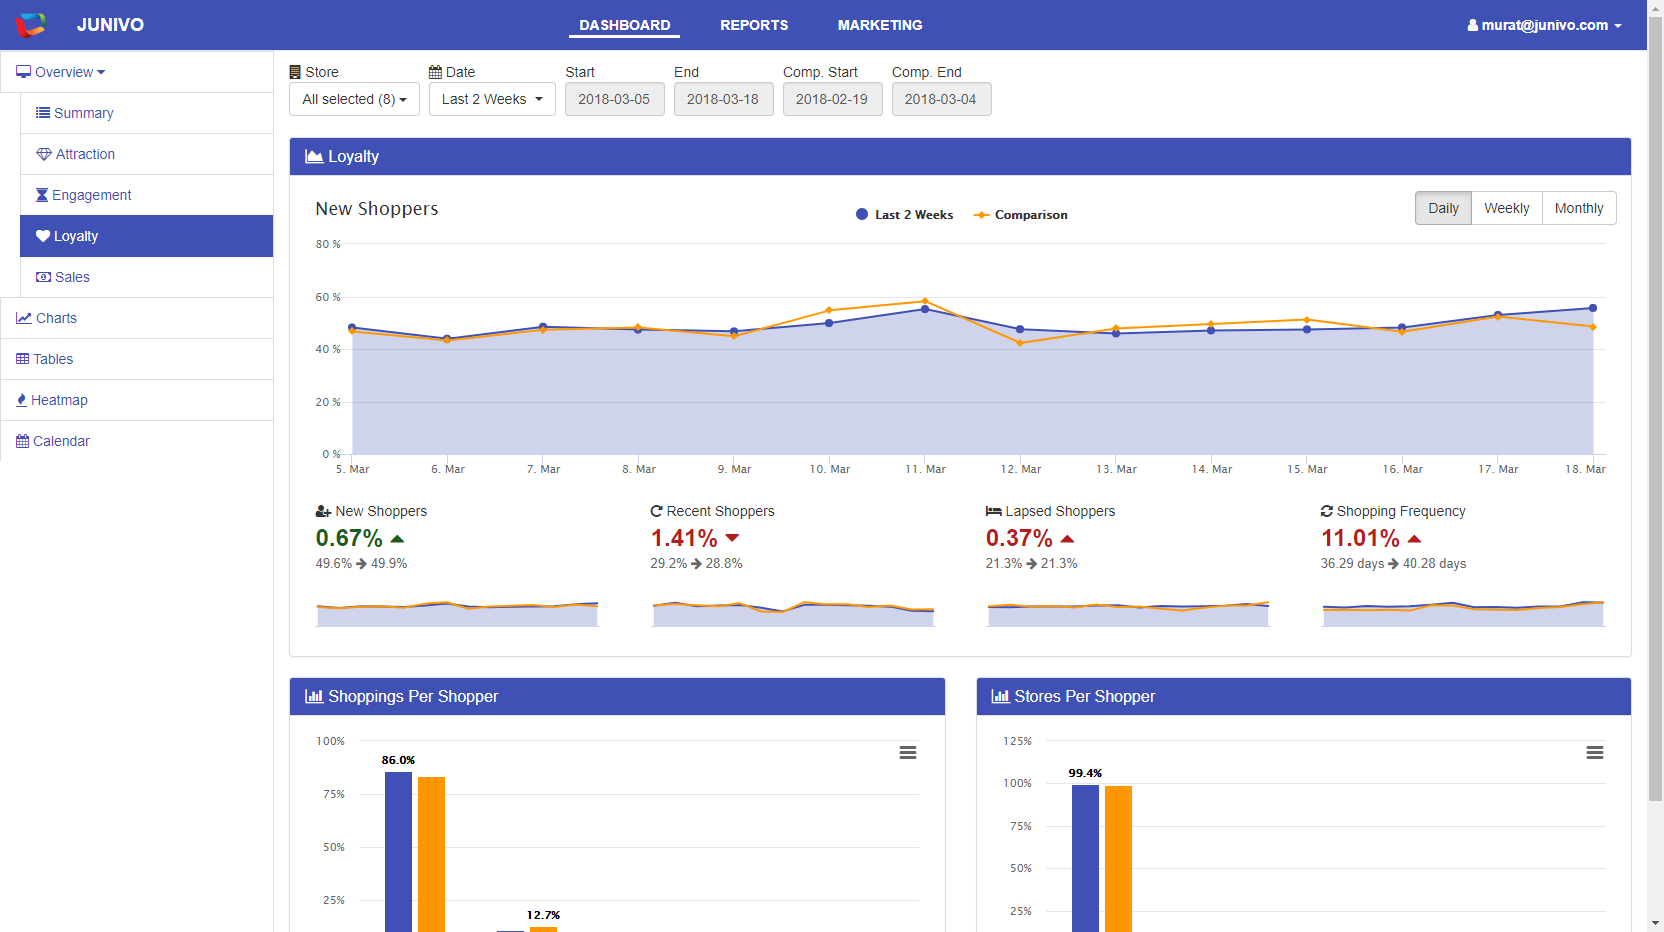 JUNIVO
DASHBOARD REPORTS MARKETING
murat@junivo.com
Overview
Summary
Attraction
Engagement
Loyalty
Sales
Charts
Tables
Heatmap
Calendar
Store Date Start End Comp. Start Comp. End
All selected (8) Last 2 Weeks 2018-03-05 2018-03-18 2018-02-19 2018-03-04
Loyalty
New Shoppers
Last 2 Weeks Comparison
Daily Weekly Monthly
80 %
60 %
40 %
20 %
0 %
5. Mar 6. Mar 7. Mar 8. Mar 9. Mar 10. Mar 11. Mar 12. Mar 13. Mar 14. Mar 15. Mar 16. Mar 17. Mar 18. Mar
New Shoppers
0.67%
49.6% → 49.9%
Recent Shoppers
1.41%
29.2% → 28.8%
Lapsed Shoppers
0.37%
21.3% → 21.3%
Shopping Frequency
11.01%
36.29 days → 40.28 days
Shoppings Per Shopper
100%
86.0%
75%
50%
25%
12.7%
Stores Per Shopper
125%
99.4%
100%
75%
50%
25%